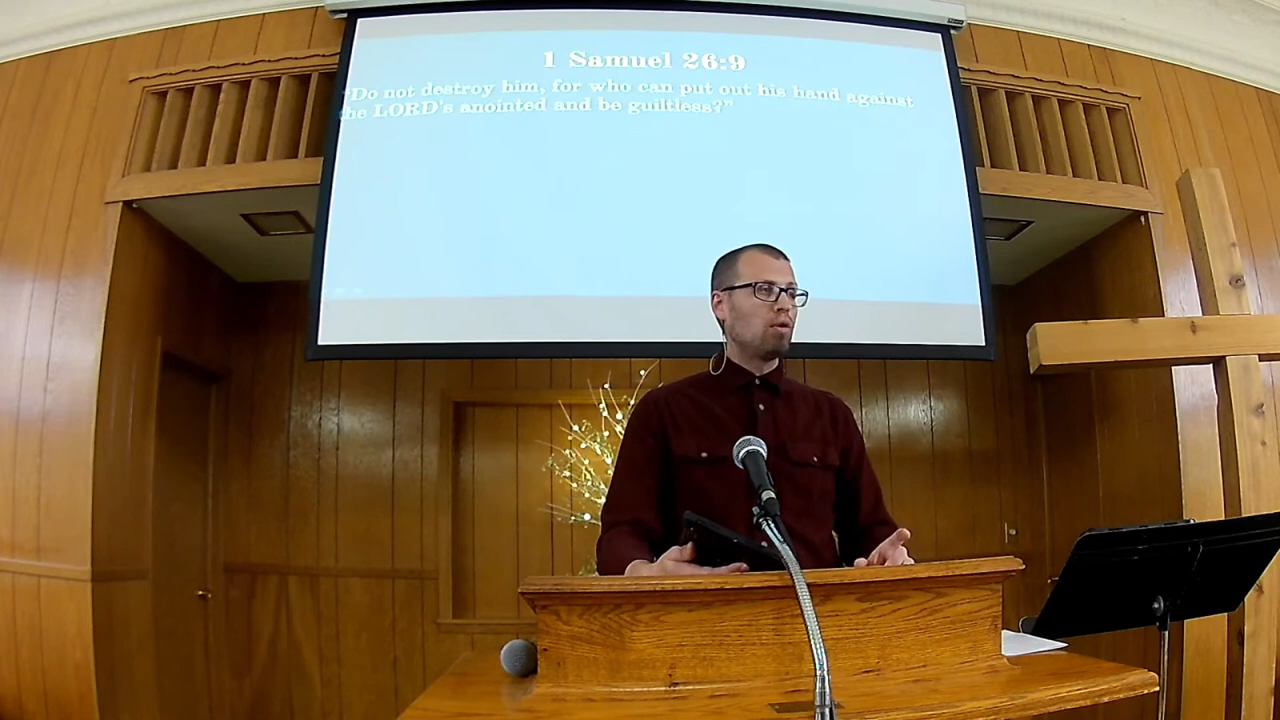 1 Samuel 26:9
"Do not destroy him, for who can put out his hand against
the LORD's anointed and be guiltless?"